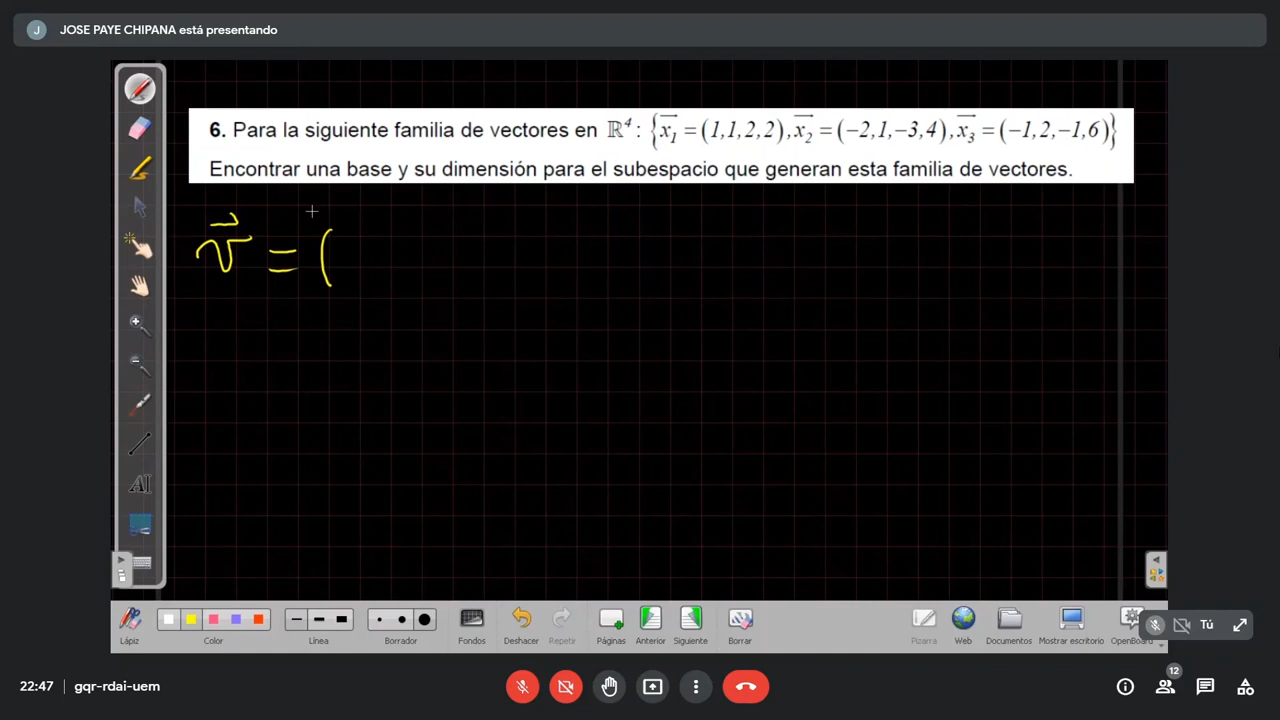 J JOSE PAYE CHIPANA está presentando
6. Para la siguiente familia de vectores en ℝ⁴: {x₁⃗ = (1,1,2,2), x₂⃗ = (−2,1,−3,4), x₃⃗ = (−1,2,−1,6)}
Encontrar una base y su dimensión para el subespacio que generan esta familia de vectores.
v⃗ = (
AI
Lápiz Color Línea Borrador Fondos Deshacer Repetir Páginas Anterior Siguiente Borrar Pizarra Web Documentos Mostrar escritorio OpenBoard
Tú
22:47 | gqr-rdai-uem
12